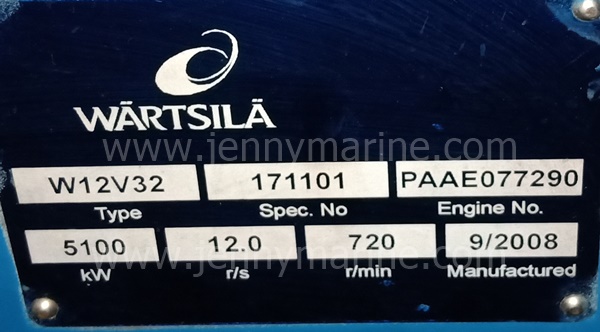 WÄRTSILÄ
www.jennymarine.com
W12V32 171101 PAAE077290
Type Spec. No Engine No.
5100 12.0 720 9/2008
www.jennymarine.com
kW r/s r/min Manufactured